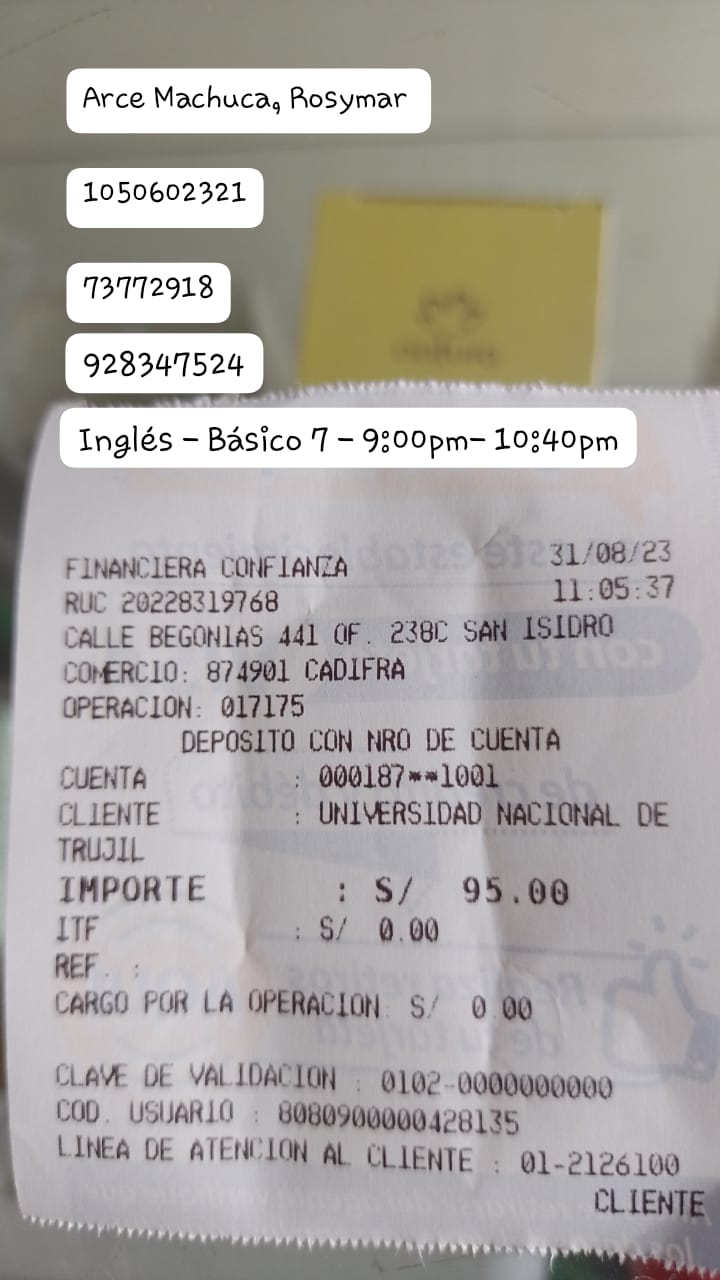 Arce Machuca, Rosymar
1050602321
73772918
928347524
Inglés - Básico 7 - 9:00pm- 10:40pm
FINANCIERA CONFIANZA 31/08/23
RUC 20228319768 11:05:37
CALLE BEGONIAS 441 OF. 238C SAN ISIDRO
COMERCIO: 874901 CADIFRA
OPERACION: 017175
DEPOSITO CON NRO DE CUENTA
CUENTA : 000187**1001
CLIENTE : UNIVERSIDAD NACIONAL DE
TRUJIL
IMPORTE : S/ 95.00
ITF : S/ 0.00
REF. :
CARGO POR LA OPERACION: S/ 0.00
CLAVE DE VALIDACION : 0102-0000000000
COD. USUARIO : 8080900000428135
LINEA DE ATENCION AL CLIENTE : 01-2126100
CLIENTE